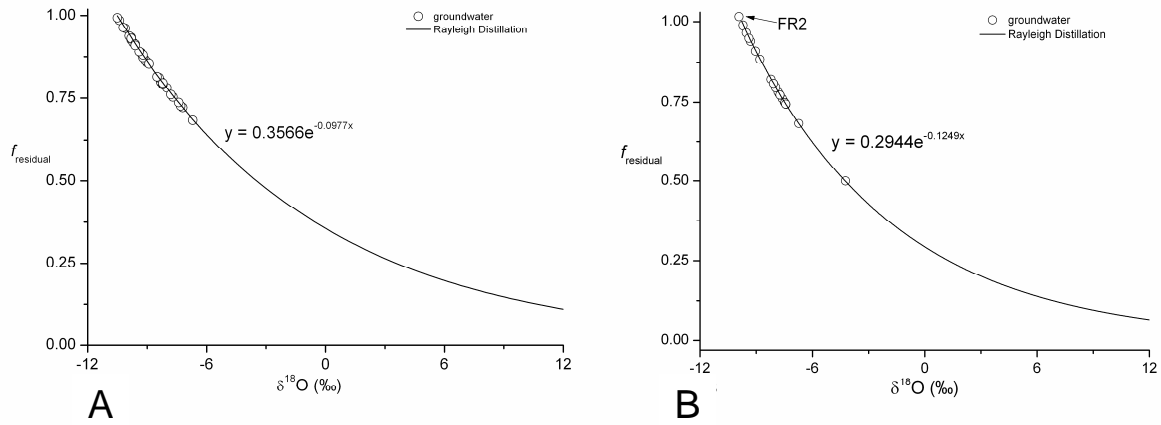 1.00
0.75
0.50
0.25
0.00
f residual
-12 -6 0 6 12
δ18O (‰)
groundwater
Rayleigh Distillation
y = 0.3566e-0.0977x
A
1.00
0.75
0.50
0.25
0.00
f residual
-12 -6 0 6 12
δ18O (‰)
groundwater
Rayleigh Distillation
FR2
y = 0.2944e-0.1249x
B